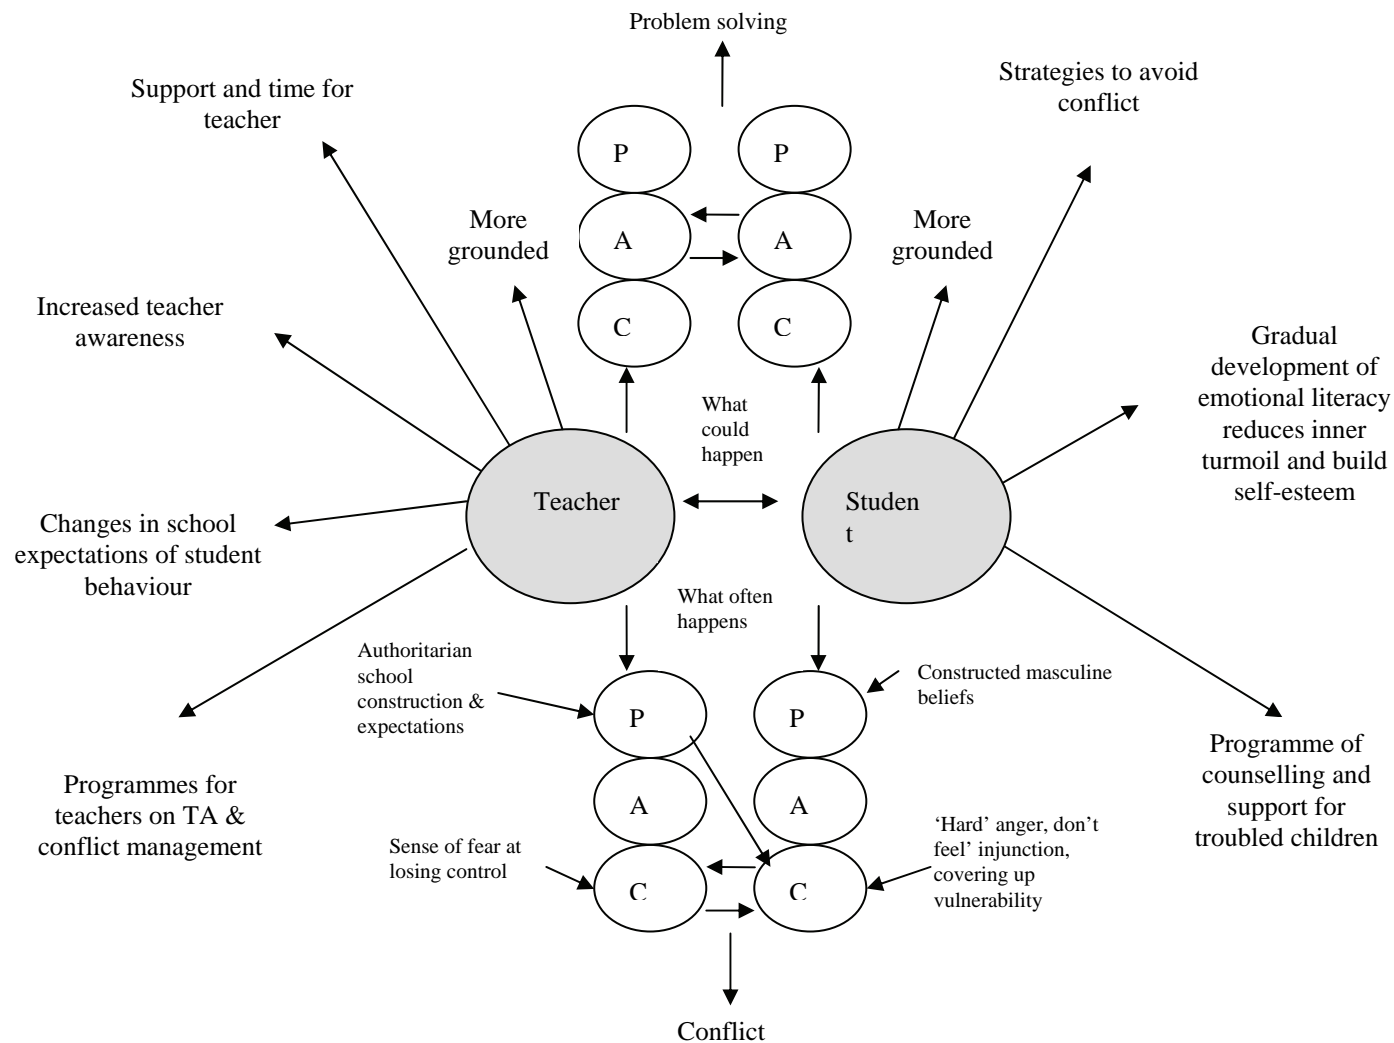 Problem solving
Support and time for
teacher
Strategies to avoid
conflict
P
P
More
grounded
A
A
More
grounded
Increased teacher
awareness
C
C
Gradual
development of
emotional literacy
reduces inner
turmoil and build
self-esteem
What
could
happen
Teacher
Studen
t
Changes in school
expectations of student
behaviour
What often
happens
Authoritarian
school
construction &
expectations
Constructed masculine
beliefs
P
P
Programmes for
teachers on TA &
conflict management
Programme of
counselling and
support for
troubled children
A
A
Sense of fear at
losing control
‘Hard’ anger, don’t
feel’ injunction,
covering up
vulnerability
C
C
Conflict